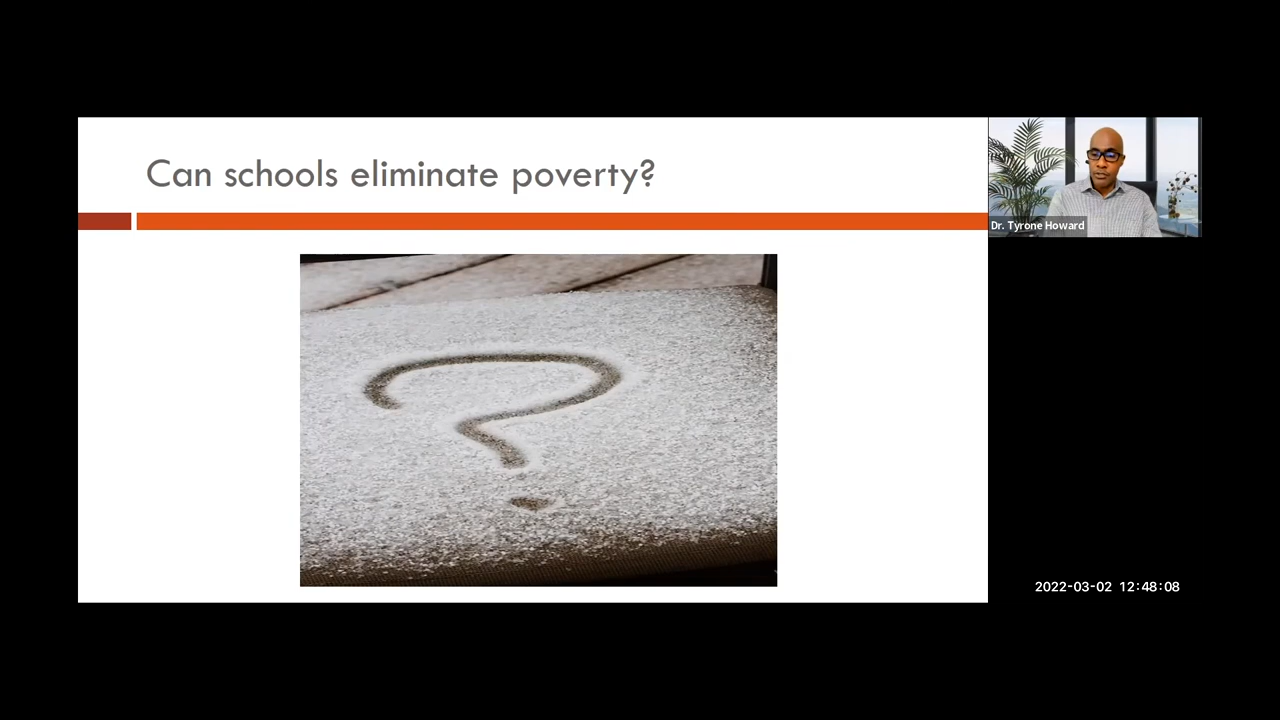 Can schools eliminate poverty?
Dr. Tyrone Howard
?
2022-03-02 12:48:08